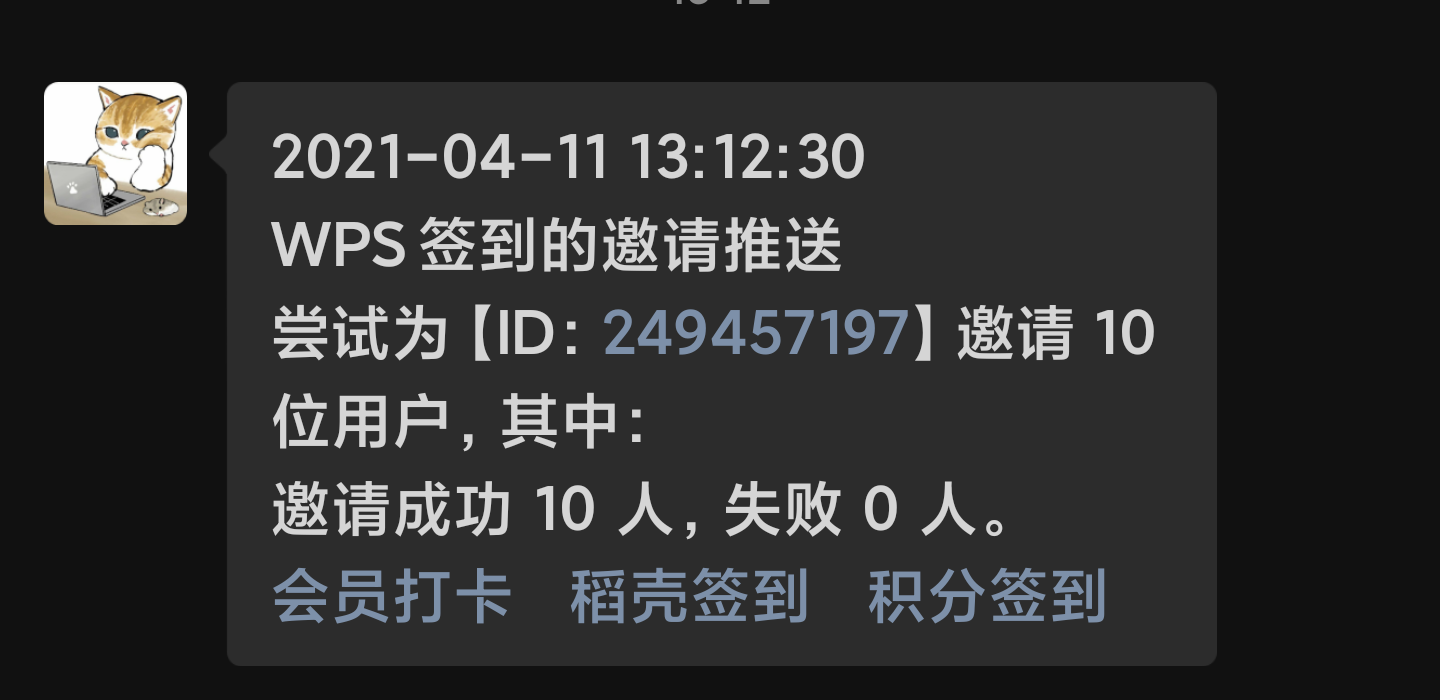 2021-04-11 13:12:30
WPS 签到的邀请推送
尝试为【ID：249457197】邀请 10
位用户，其中：
邀请成功 10 人，失败 0 人。
会员打卡 稻壳签到 积分签到